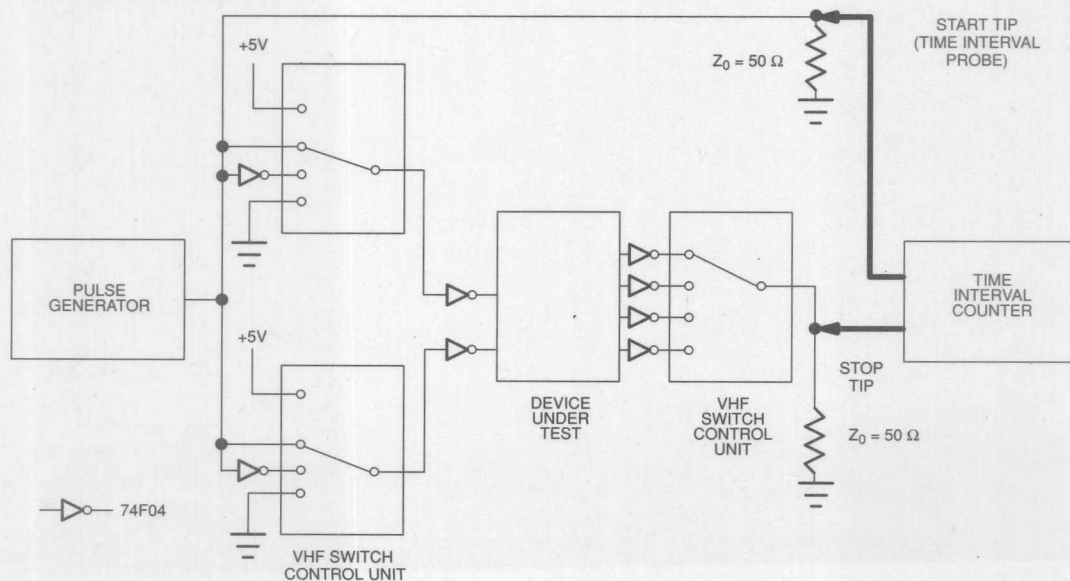 +5V
Z₀ = 50 Ω
START TIP
(TIME INTERVAL
PROBE)
PULSE
GENERATOR
TIME
INTERVAL
COUNTER
+5V
STOP
TIP
DEVICE
UNDER
TEST
VHF
SWITCH
CONTROL
UNIT
Z₀ = 50 Ω
74F04
VHF SWITCH
CONTROL UNIT